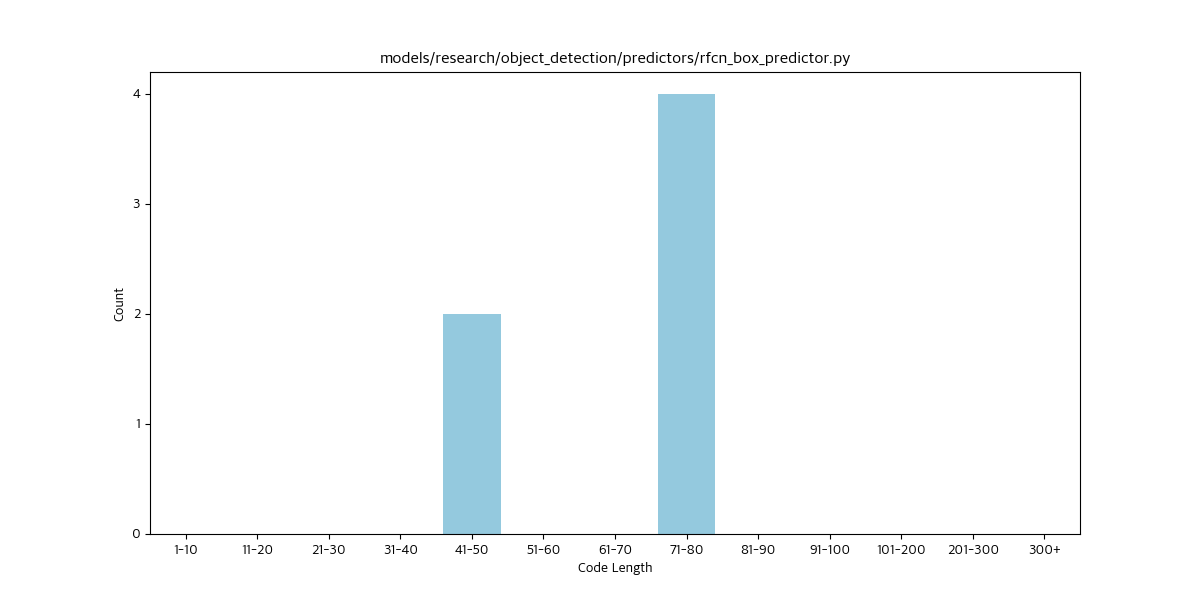 models/research/object_detection/predictors/rfcn_box_predictor.py
4
3
2
1
0
Count
1-10 11-20 21-30 31-40 41-50 51-60 61-70 71-80 81-90 91-100 101-200 201-300 300+
Code Length